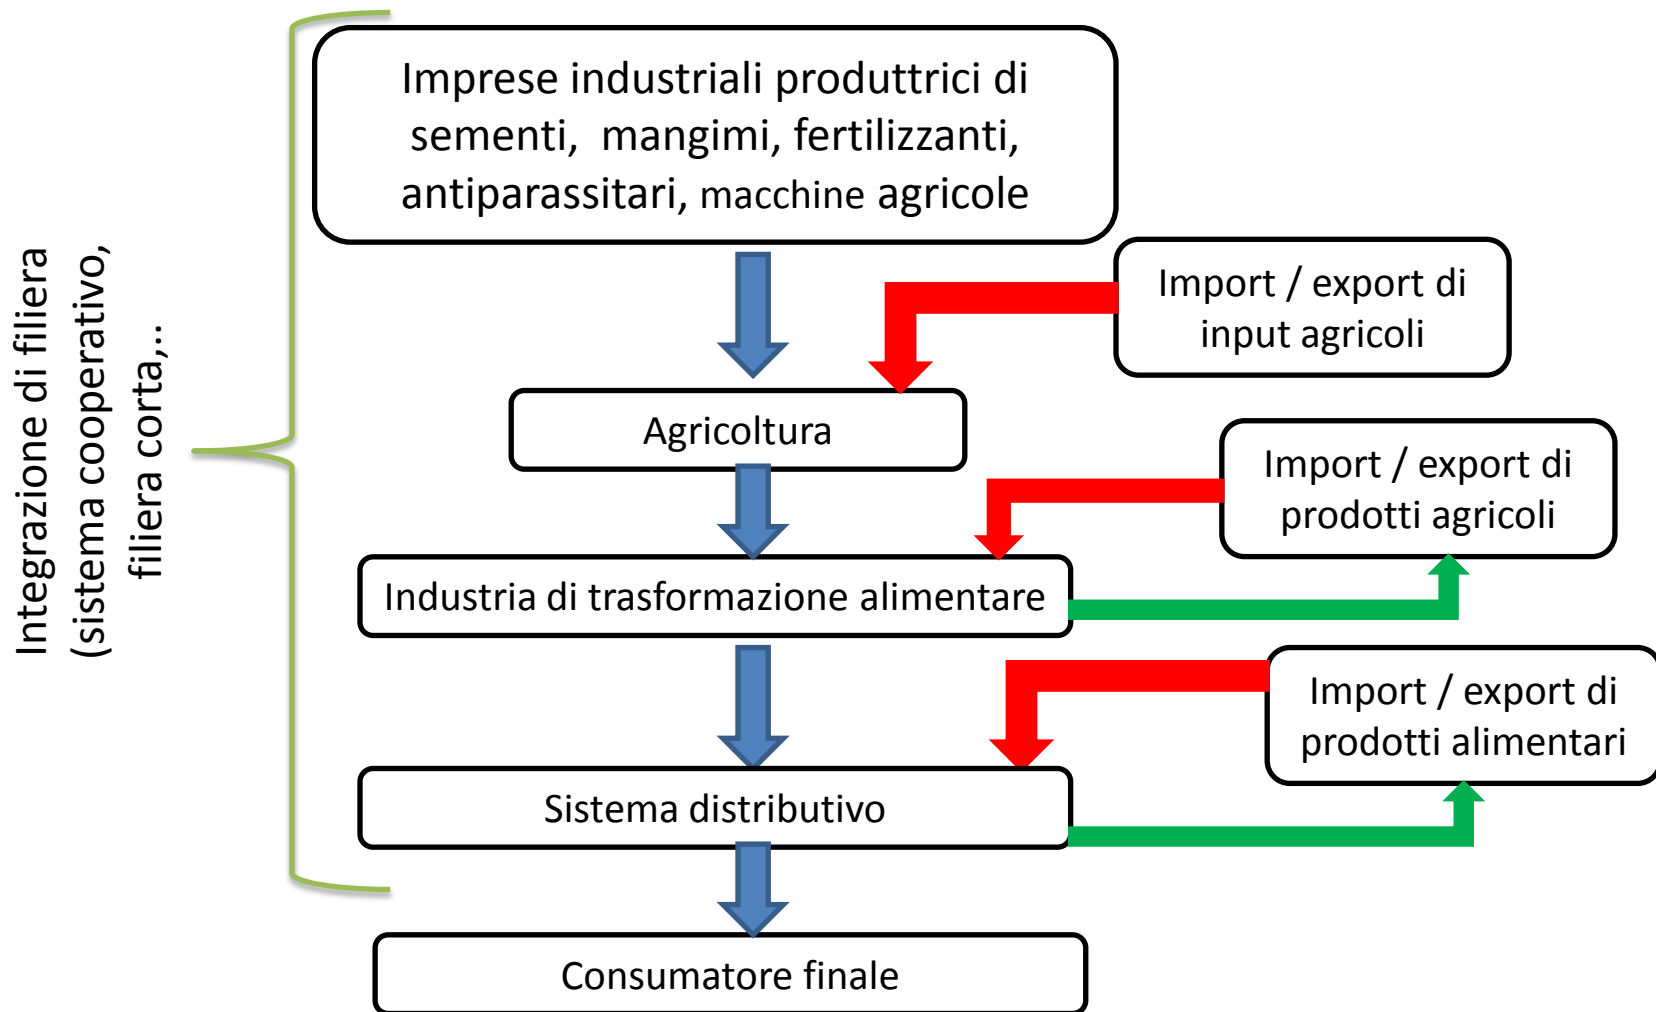 Integrazione di filiera
(sistema cooperativo,
filiera corta,..
Imprese industriali produttrici di
sementi, mangimi, fertilizzanti,
antiparassitari, macchine agricole
Import / export di
input agricoli
Agricoltura
Import / export di
prodotti agricoli
Industria di trasformazione alimentare
Import / export di
prodotti alimentari
Sistema distributivo
Consumatore finale